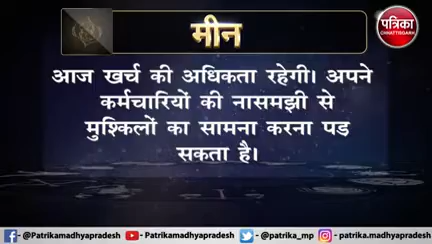 मीन
पत्रिका
CHHATTISGARH
आज खर्च की अधिकता रहेगी। अपने
कर्मचारियों की नासमझी से
मुश्किलों का सामना करना पड
सकता है।
- @Patrikamadhyapradesh - Patrikamadhyapradesh - @patrika_mp - @patrika.madhyapradesh